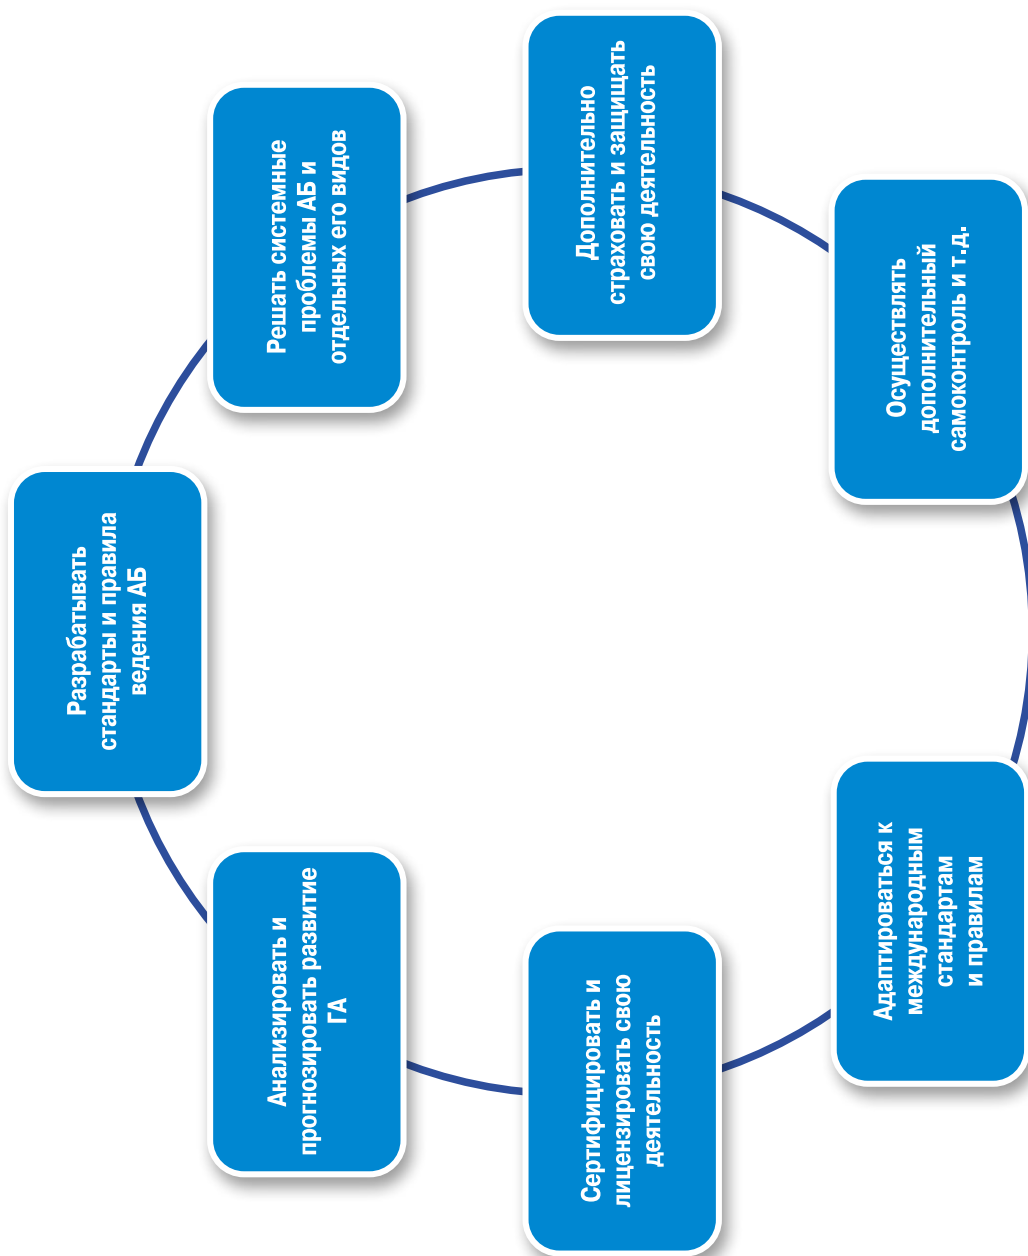 Разрабатывать
стандарты и правила
ведения АБ
Решать системные
проблемы АБ и
отдельных его видов
Дополнительно
страховать и защищать
свою деятельность
Осуществлять
дополнительный
самоконтроль и т.д.
Адаптироваться к
международным
стандартам
и правилам
Сертифицировать и
лицензировать свою
деятельность
Анализировать и
прогнозировать развитие
ГА